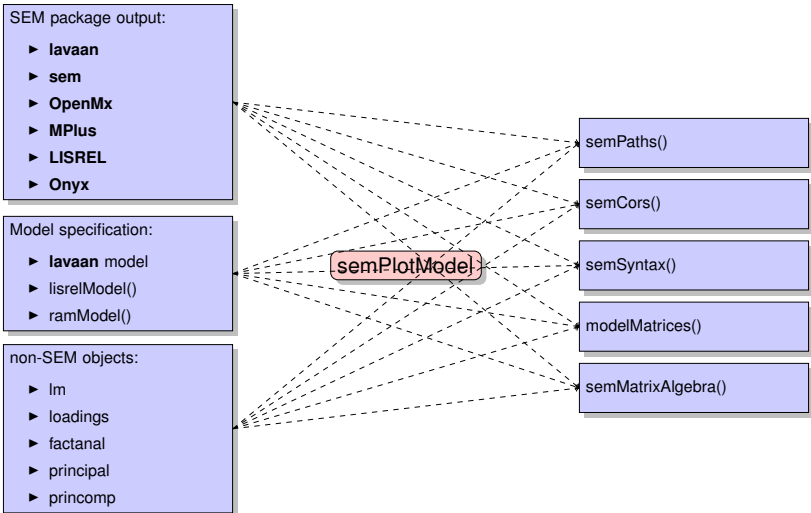 SEM package output:
► lavaan
► sem
► OpenMx
► MPlus
► LISREL
► Onyx
Model specification:
► lavaan model
► lisrelModel()
► ramModel()
non-SEM objects:
► lm
► loadings
► factanal
► principal
► princomp
semPlotModel
semPaths()
semCors()
semSyntax()
modelMatrices()
semMatrixAlgebra()